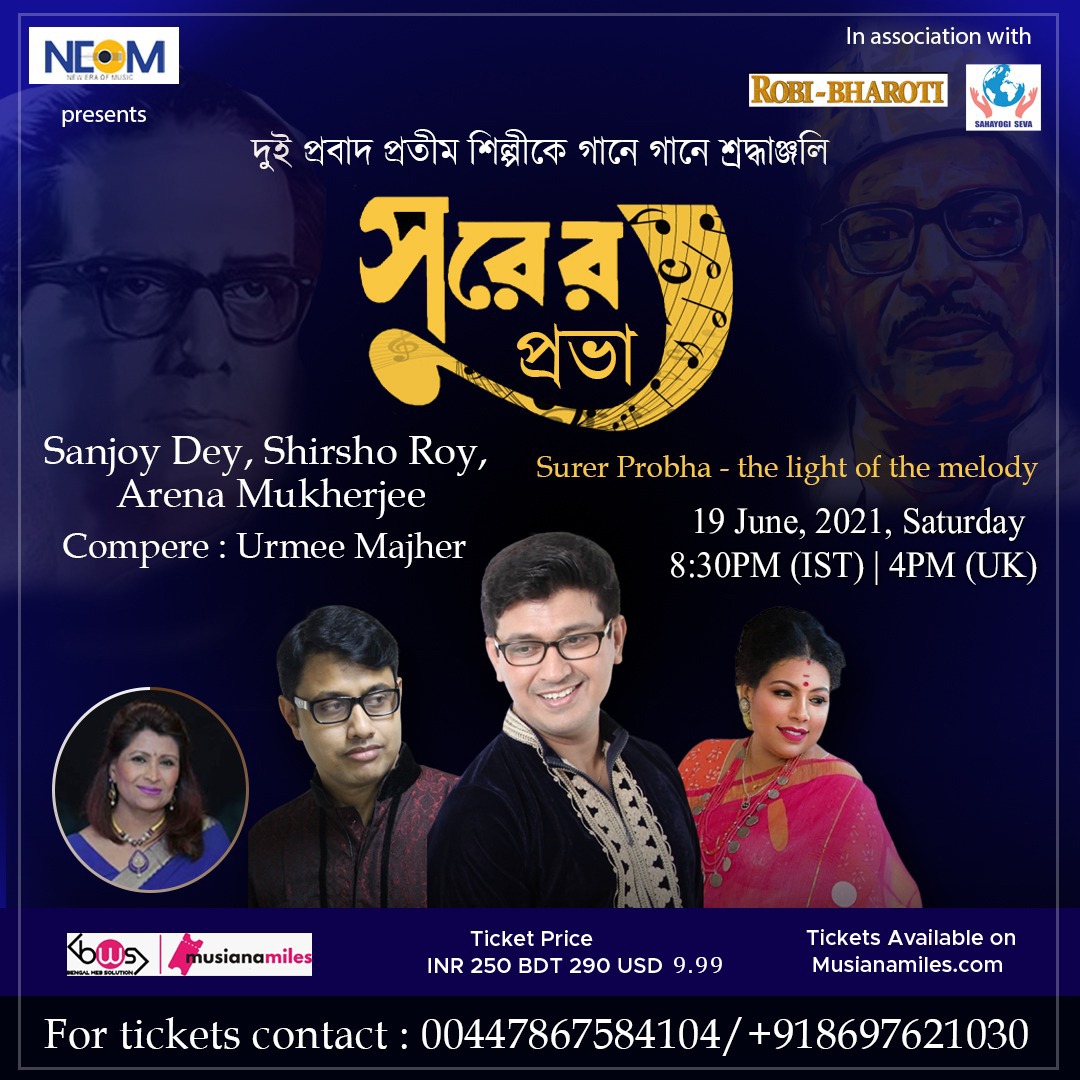 NEOM
NEW ERA OF MUSIC
presents
In association with
ROBI-BHAROTI
SAHAYOGI SEVA
দুই প্রবাদ প্রতীম শিল্পীকে গানে গানে শ্রদ্ধাঞ্জলি
সুরের
প্রভা
Sanjoy Dey, Shirsho Roy,
Arena Mukherjee
Compere : Urmee Majher
Surer Probha - the light of the melody
19 June, 2021, Saturday
8:30PM (IST) | 4PM (UK)
bws
BENGAL WEB SOLUTION
musianamiles
Ticket Price
INR 250 BDT 290 USD 9.99
Tickets Available on
Musianamiles.com
For tickets contact : 00447867584104/+918697621030